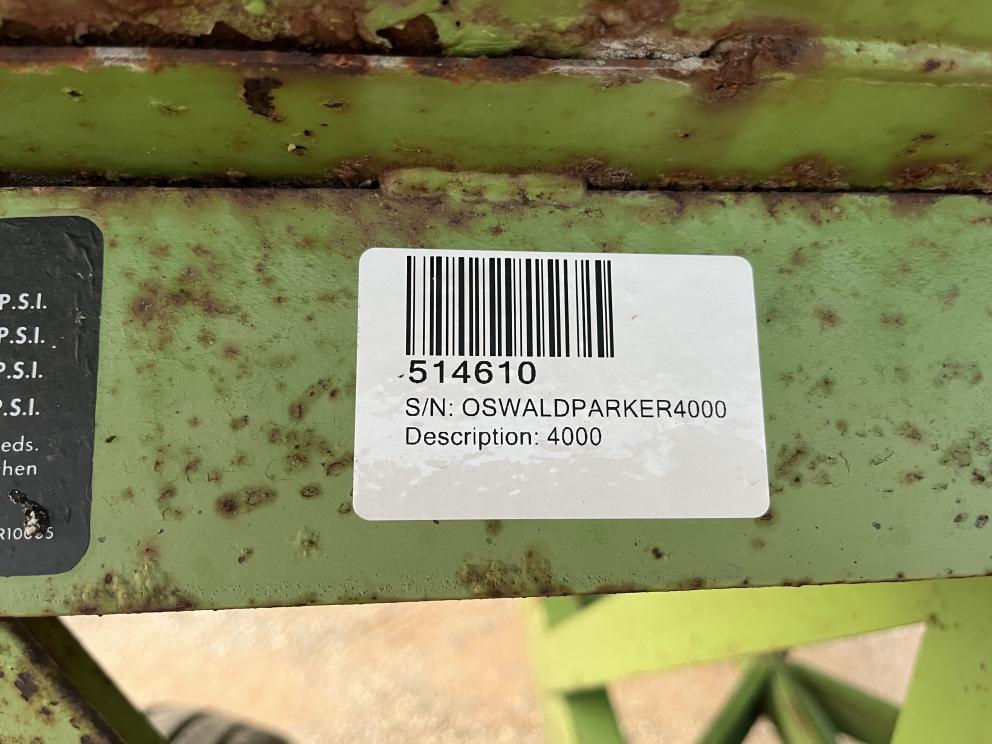 P.S.I.
P.S.I.
P.S.I.
P.S.I.
514610
S/N: OSWALDPARKER4000
Description: 4000